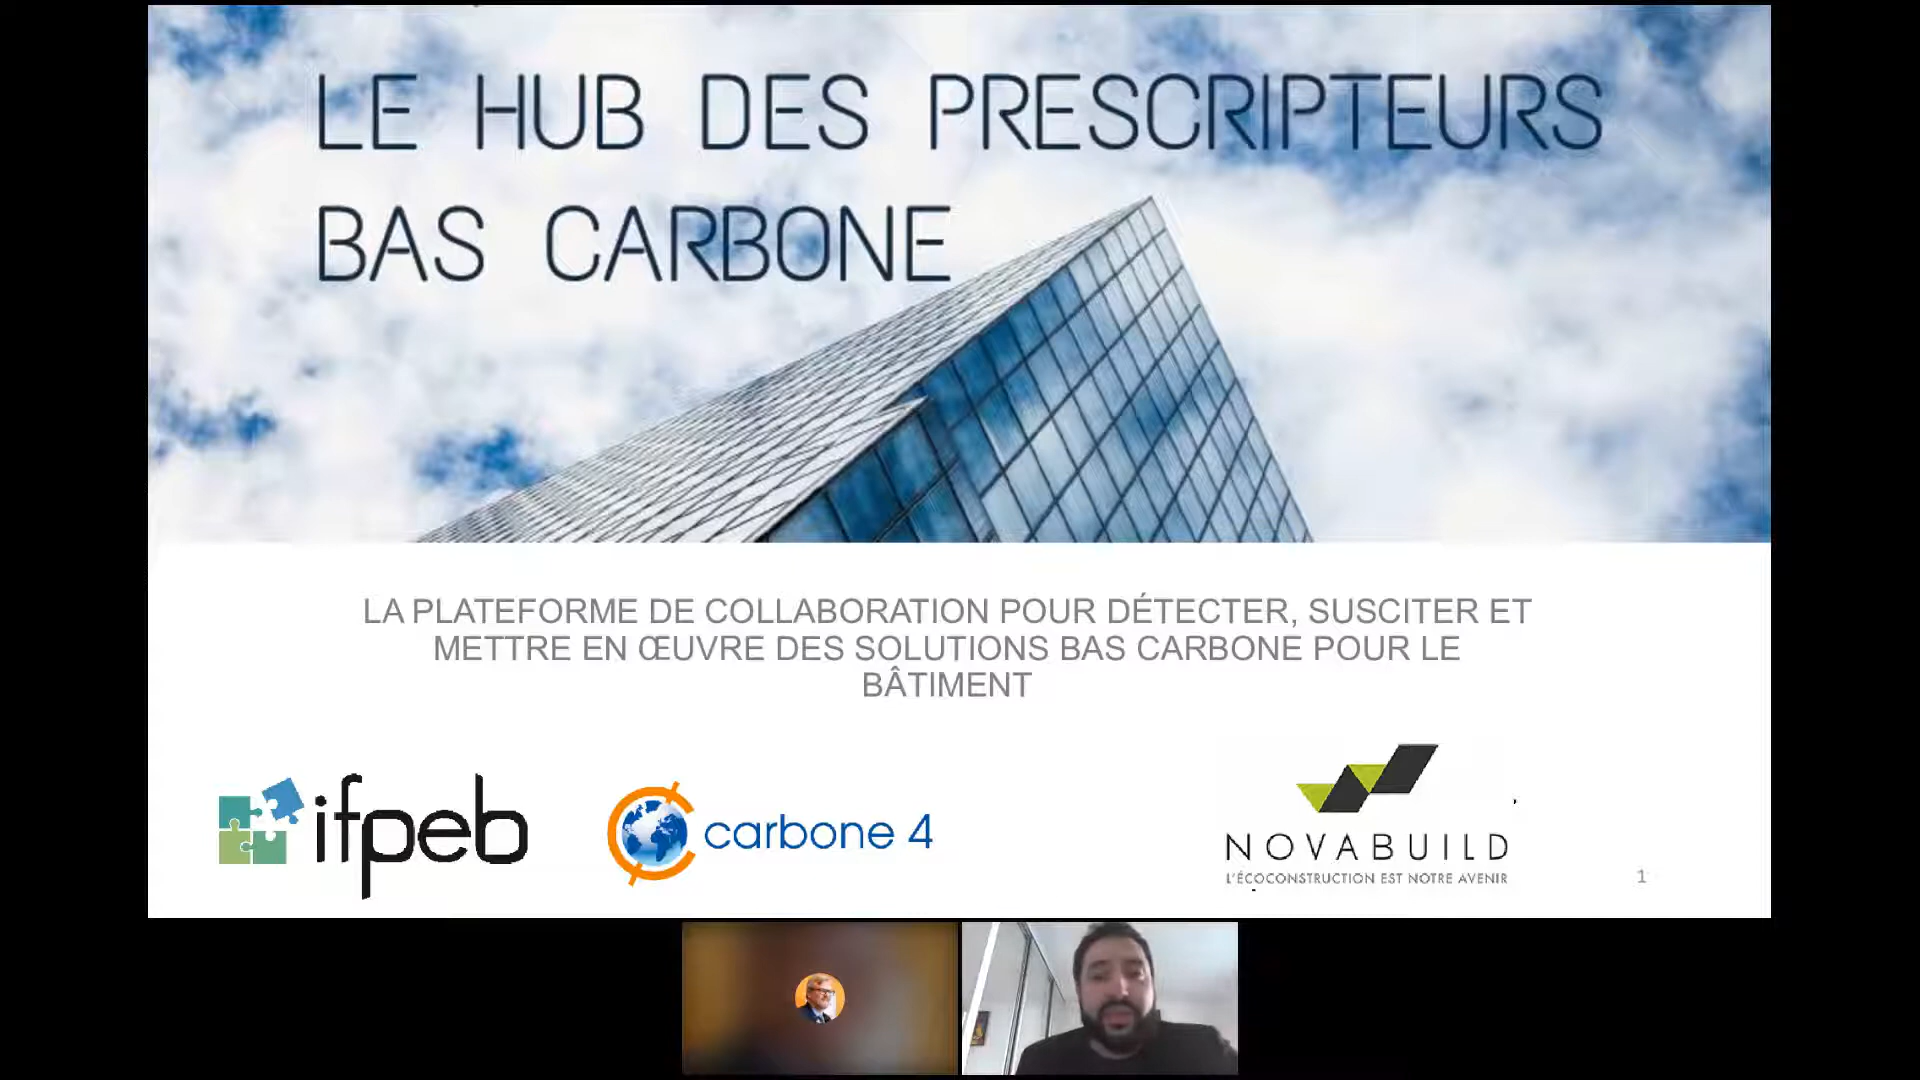 LE HUB DES PRESCRIPTEURS
BAS CARBONE
LA PLATEFORME DE COLLABORATION POUR DÉTECTER, SUSCITER ET
METTRE EN ŒUVRE DES SOLUTIONS BAS CARBONE POUR LE
BÂTIMENT
ifpeb
carbone 4
NOVABUILD
L'ÉCOCONSTRUCTION EST NOTRE AVENIR
1